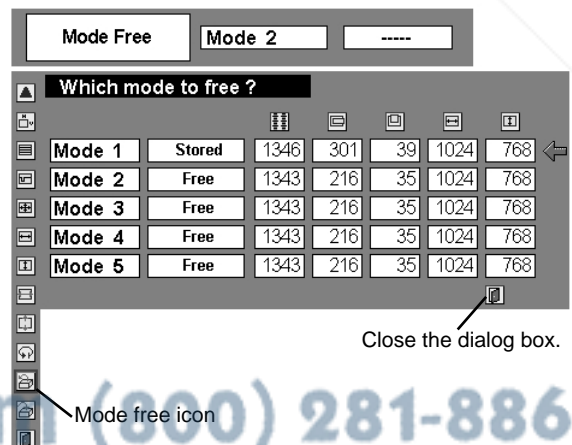 Mode Free Mode 2 -----
Which mode to free ?
Mode 1 Stored 1346 301 39 1024 768
Mode 2 Free 1343 216 35 1024 768
Mode 3 Free 1343 216 35 1024 768
Mode 4 Free 1343 216 35 1024 768
Mode 5 Free 1343 216 35 1024 768
Close the dialog box.
Mode free icon
m (800) 281-886